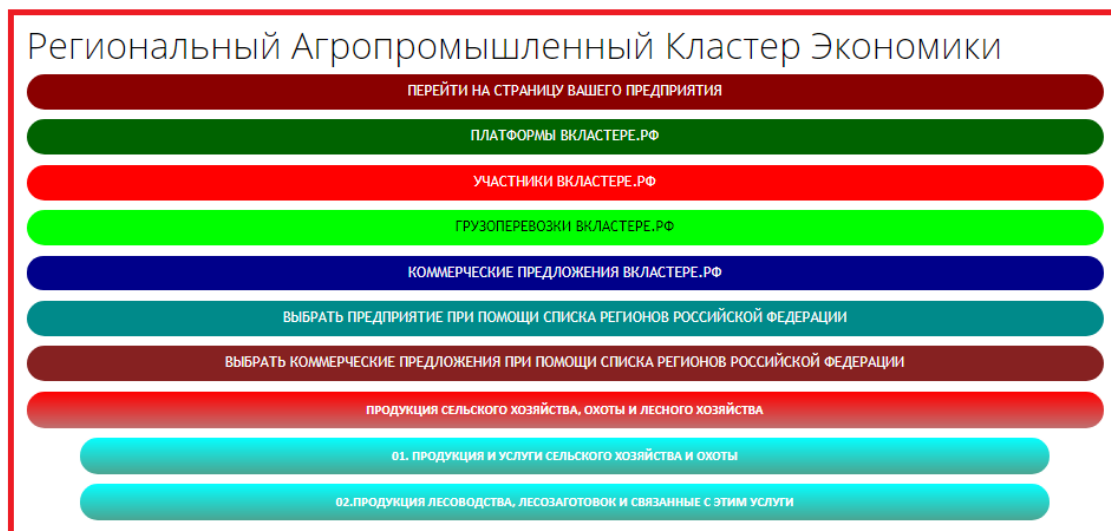 Региональный Агропромышленный Кластер Экономики
ПЕРЕЙТИ НА СТРАНИЦУ ВАШЕГО ПРЕДПРИЯТИЯ
ПЛАТФОРМЫ ВКЛАСТЕРЕ.РФ
УЧАСТНИКИ ВКЛАСТЕРЕ.РФ
ГРУЗОПЕРЕВОЗКИ ВКЛАСТЕРЕ.РФ
КОММЕРЧЕСКИЕ ПРЕДЛОЖЕНИЯ ВКЛАСТЕРЕ.РФ
ВЫБРАТЬ ПРЕДПРИЯТИЕ ПРИ ПОМОЩИ СПИСКА РЕГИОНОВ РОССИЙСКОЙ ФЕДЕРАЦИИ
ВЫБРАТЬ КОММЕРЧЕСКИЕ ПРЕДЛОЖЕНИЯ ПРИ ПОМОЩИ СПИСКА РЕГИОНОВ РОССИЙСКОЙ ФЕДЕРАЦИИ
ПРОДУКЦИЯ СЕЛЬСКОГО ХОЗЯЙСТВА, ОХОТЫ И ЛЕСНОГО ХОЗЯЙСТВА
01. ПРОДУКЦИЯ И УСЛУГИ СЕЛЬСКОГО ХОЗЯЙСТВА И ОХОТЫ
02.ПРОДУКЦИЯ ЛЕСОВОДСТВА, ЛЕСОЗАГОТОВОК И СВЯЗАННЫЕ С ЭТИМ УСЛУГИ